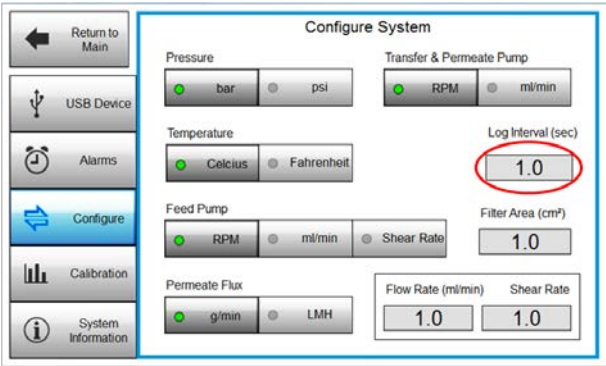 Return to
Main
USB Device
Alarms
Configure
Calibration
System
Information
Configure System
Pressure
bar
psi
Transfer & Permeate Pump
RPM
ml/min
Temperature
Celcius
Fahrenheit
Log Interval (sec)
1.0
Feed Pump
RPM
ml/min
Shear Rate
Filter Area (cm²)
1.0
Permeate Flux
g/min
LMH
Flow Rate (ml/min)
Shear Rate
1.0
1.0